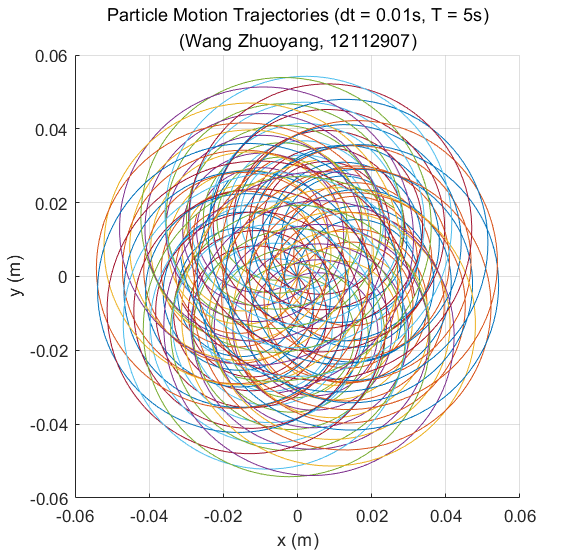 Particle Motion Trajectories (dt = 0.01s, T = 5s)
(Wang Zhuoyang, 12112907)
0.06
0.04
0.02
0
-0.02
-0.04
-0.06
y (m)
-0.06 -0.04 -0.02 0 0.02 0.04 0.06
x (m)